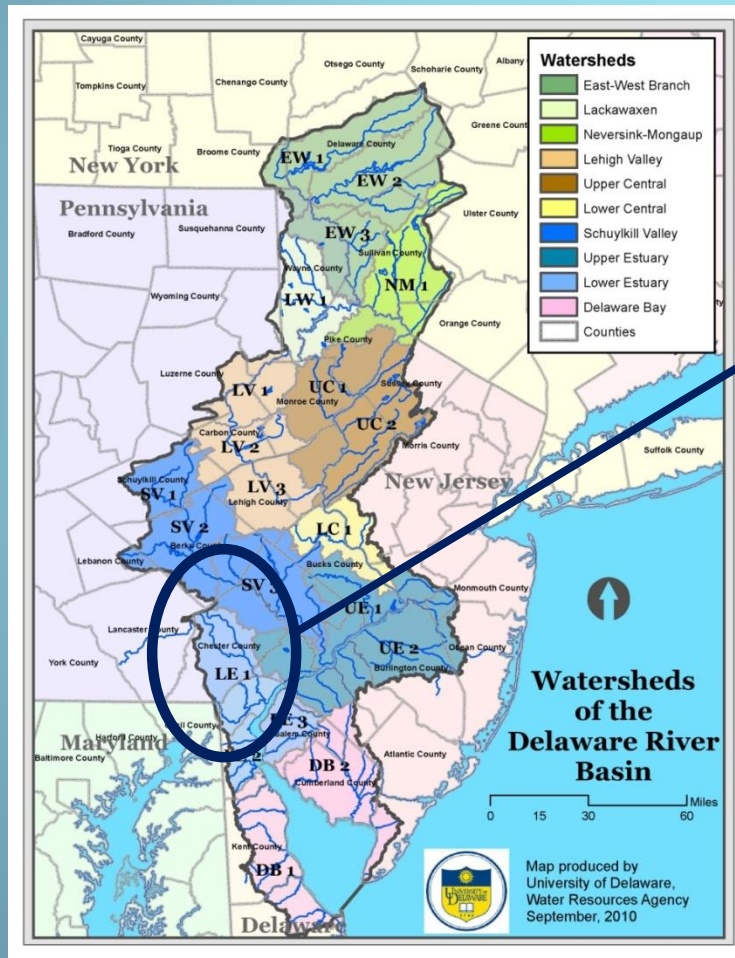 Cayuga County
Otsego County
Schoharie County
Albany
Tompkins County
Chenango County
Greene Count
Tioga County
Broome County
Delaware County
New York
EW 1
EW 2
Ulster County
Pennsylvania
Bradford County
Susquehanna County
EW 3
Sullivan County
Wayne County
NM 1
Wyoming County
LW 1
Orange County
Pike County
Luzerne County
LV 1
UC 1
Sussex County
Monroe County
UC 2
Carbon County
LV 2
Morris County
Suffolk County
Schuylkill County
SV 1
LV 3
Lehigh County
New Jersey
SV 2
LC 1
Berks
Lebanon County
Bucks County
SV 3
UE 1
Monmouth County
Lancaster County
Chester County
UE 2
Ocean County
York County
Burlington County
LE 1
Maryland
Harford County
Baltimore County
Salem County
Atlantic County
DB 2
Cumberland County
Kent County
DB 1
Delaware
Watersheds
East-West Branch
Lackawaxen
Neversink-Mongaup
Lehigh Valley
Upper Central
Lower Central
Schuylkill Valley
Upper Estuary
Lower Estuary
Delaware Bay
Counties
Watersheds
of the
Delaware River
Basin
Miles
0 15 30 60
UNIVERSITY OF
DELAWARE
Map produced by
University of Delaware,
Water Resources Agency
September, 2010